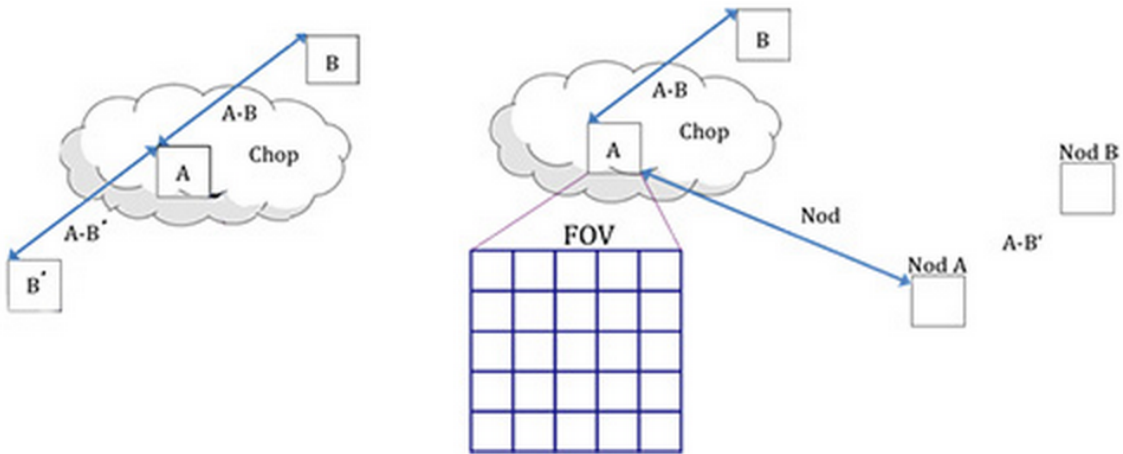 B
A-B
Chop
A
A-B´
B´
B
A-B
Chop
A
Nod B
Nod
FOV
A-B'
Nod A